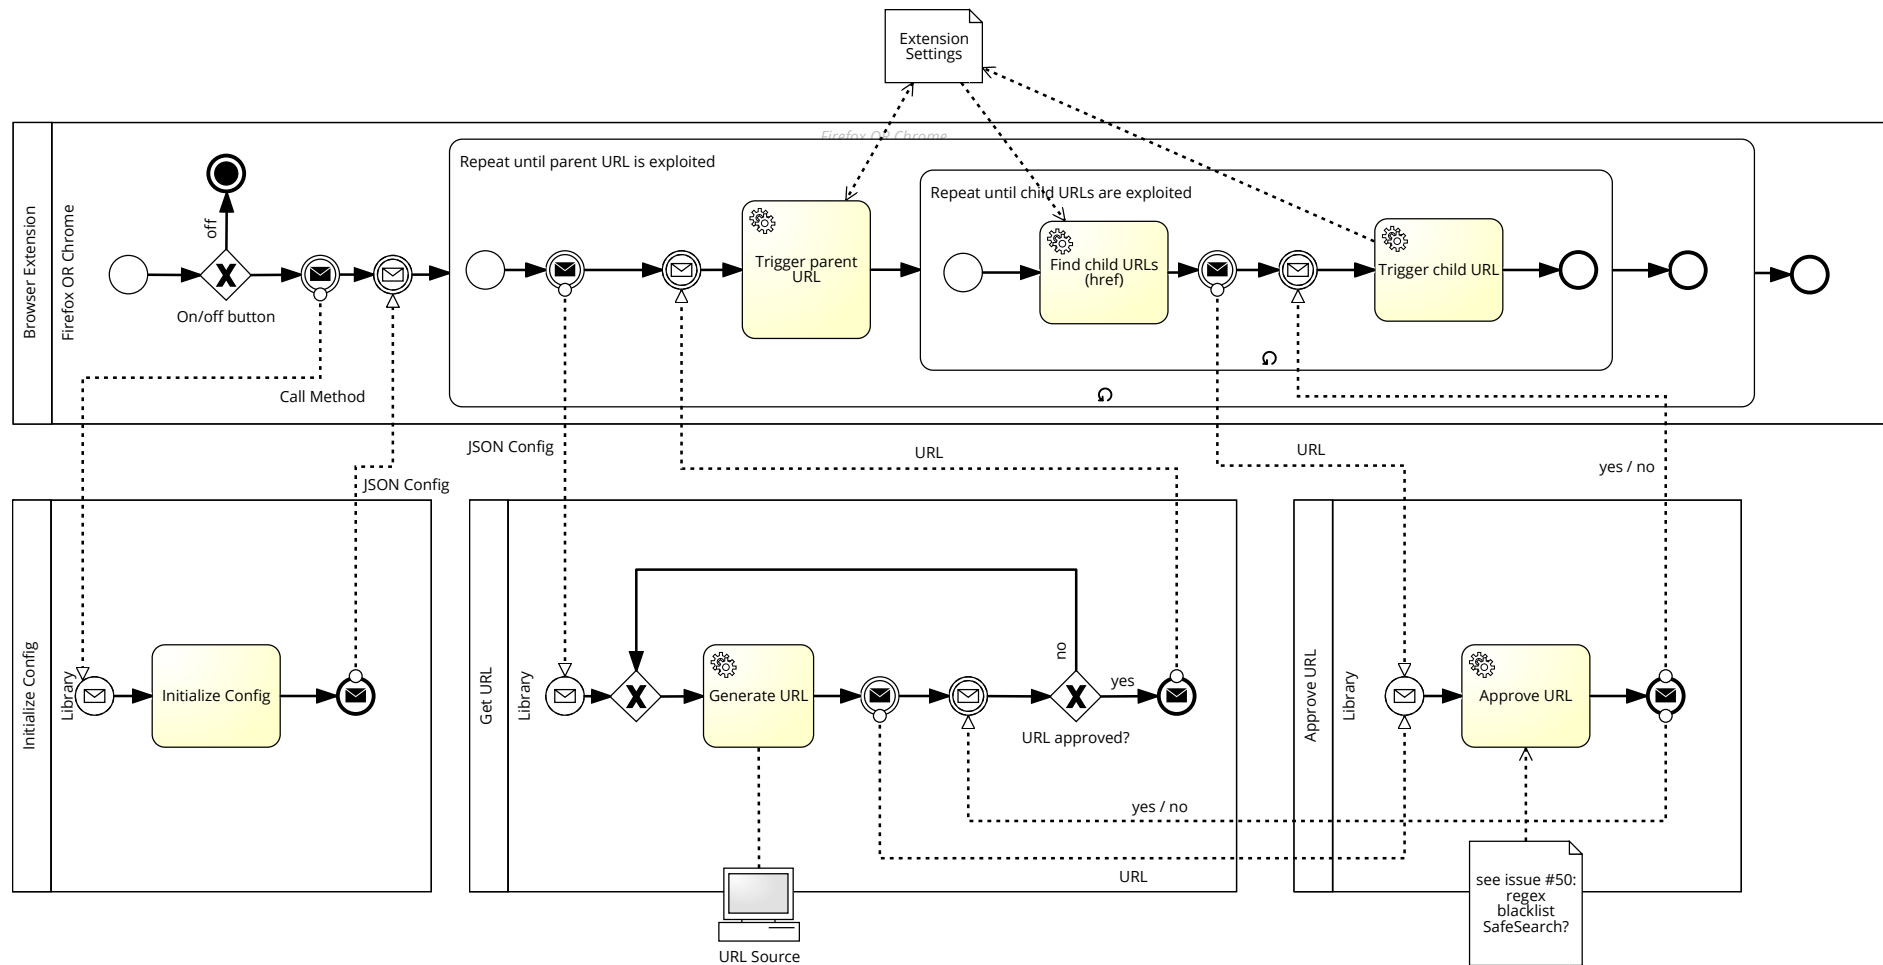 Extension
Settings
Firefox OR Chrome
Browser Extension
Firefox OR Chrome
off
On/off button
Repeat until parent URL is exploited
Trigger parent
URL
Repeat until child URLs are exploited
Find child URLs
(href)
Trigger child URL
Call Method
JSON Config
JSON Config
URL
URL
yes / no
Initialize Config
Library
Initialize Config
Get URL
Library
Generate URL
no
yes
URL approved?
Approve URL
Library
Approve URL
yes / no
URL
see issue #50:
regex
blacklist
SafeSearch?
URL Source